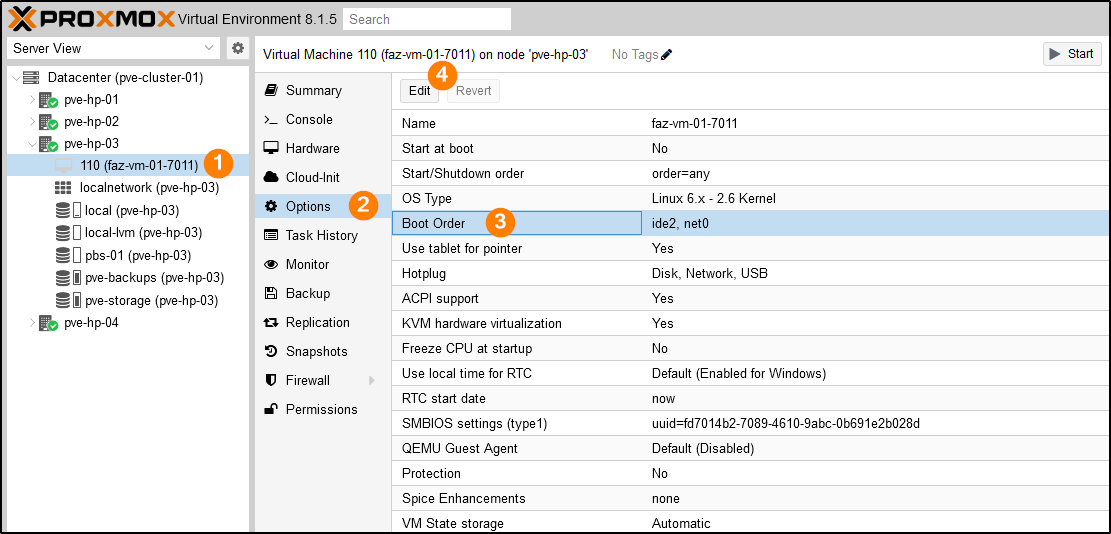 PROXMOX Virtual Environment 8.1.5 Search
Server View
Datacenter (pve-cluster-01)
pve-hp-01
pve-hp-02
pve-hp-03
110 (faz-vm-01-7011) 1
localnetwork (pve-hp-03)
local (pve-hp-03)
local-lvm (pve-hp-03)
pbs-01 (pve-hp-03)
pve-backups (pve-hp-03)
pve-storage (pve-hp-03)
pve-hp-04
Virtual Machine 110 (faz-vm-01-7011) on node 'pve-hp-03' No Tags Start
Summary
Console
Hardware
Cloud-Init
Options 2
Task History
Monitor
Backup
Replication
Snapshots
Firewall
Permissions
4
Edit Revert
Name faz-vm-01-7011
Start at boot No
Start/Shutdown order order=any
OS Type Linux 6.x - 2.6 Kernel
Boot Order 3 ide2, net0
Use tablet for pointer Yes
Hotplug Disk, Network, USB
ACPI support Yes
KVM hardware virtualization Yes
Freeze CPU at startup No
Use local time for RTC Default (Enabled for Windows)
RTC start date now
SMBIOS settings (type1) uuid=fd7014b2-7089-4610-9abc-0b691e2b028d
QEMU Guest Agent Default (Disabled)
Protection No
Spice Enhancements none
VM State storage Automatic